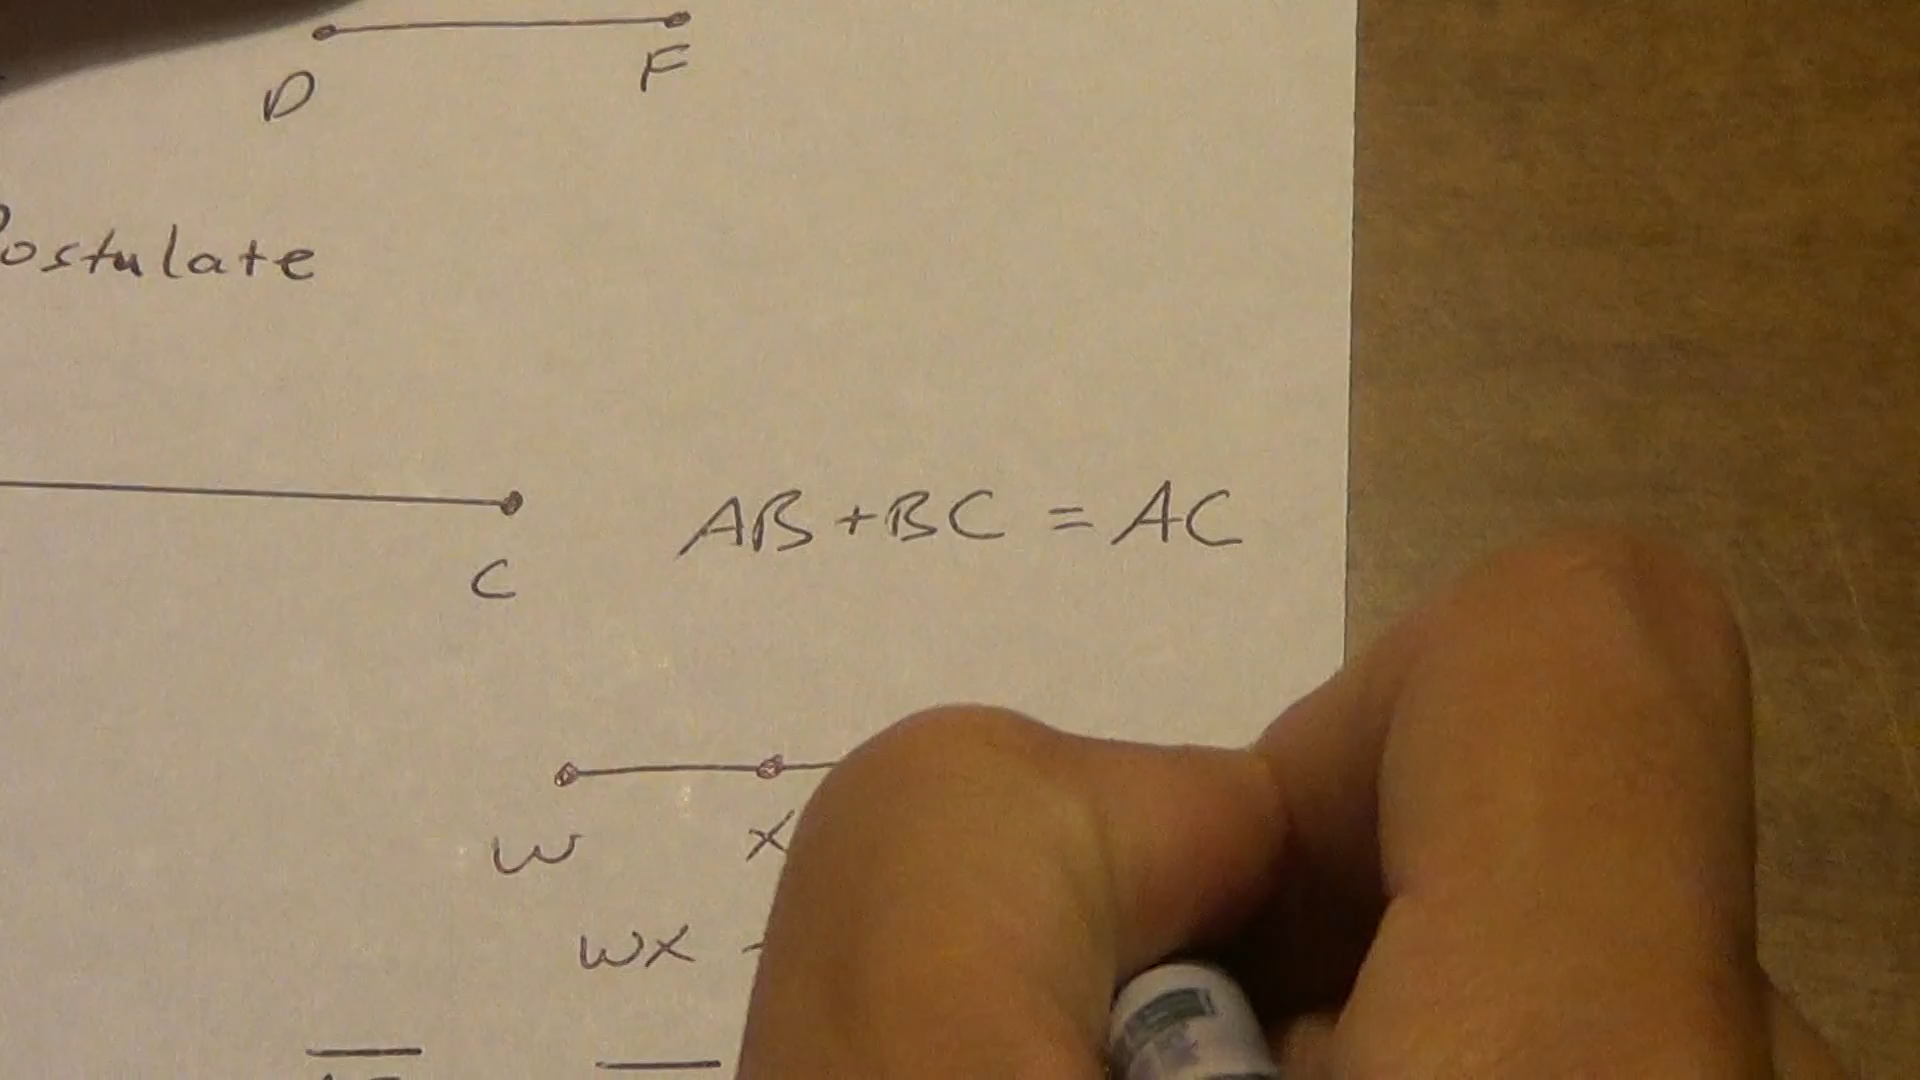 D F
ostulate
AB + BC = AC
C
W X
WX